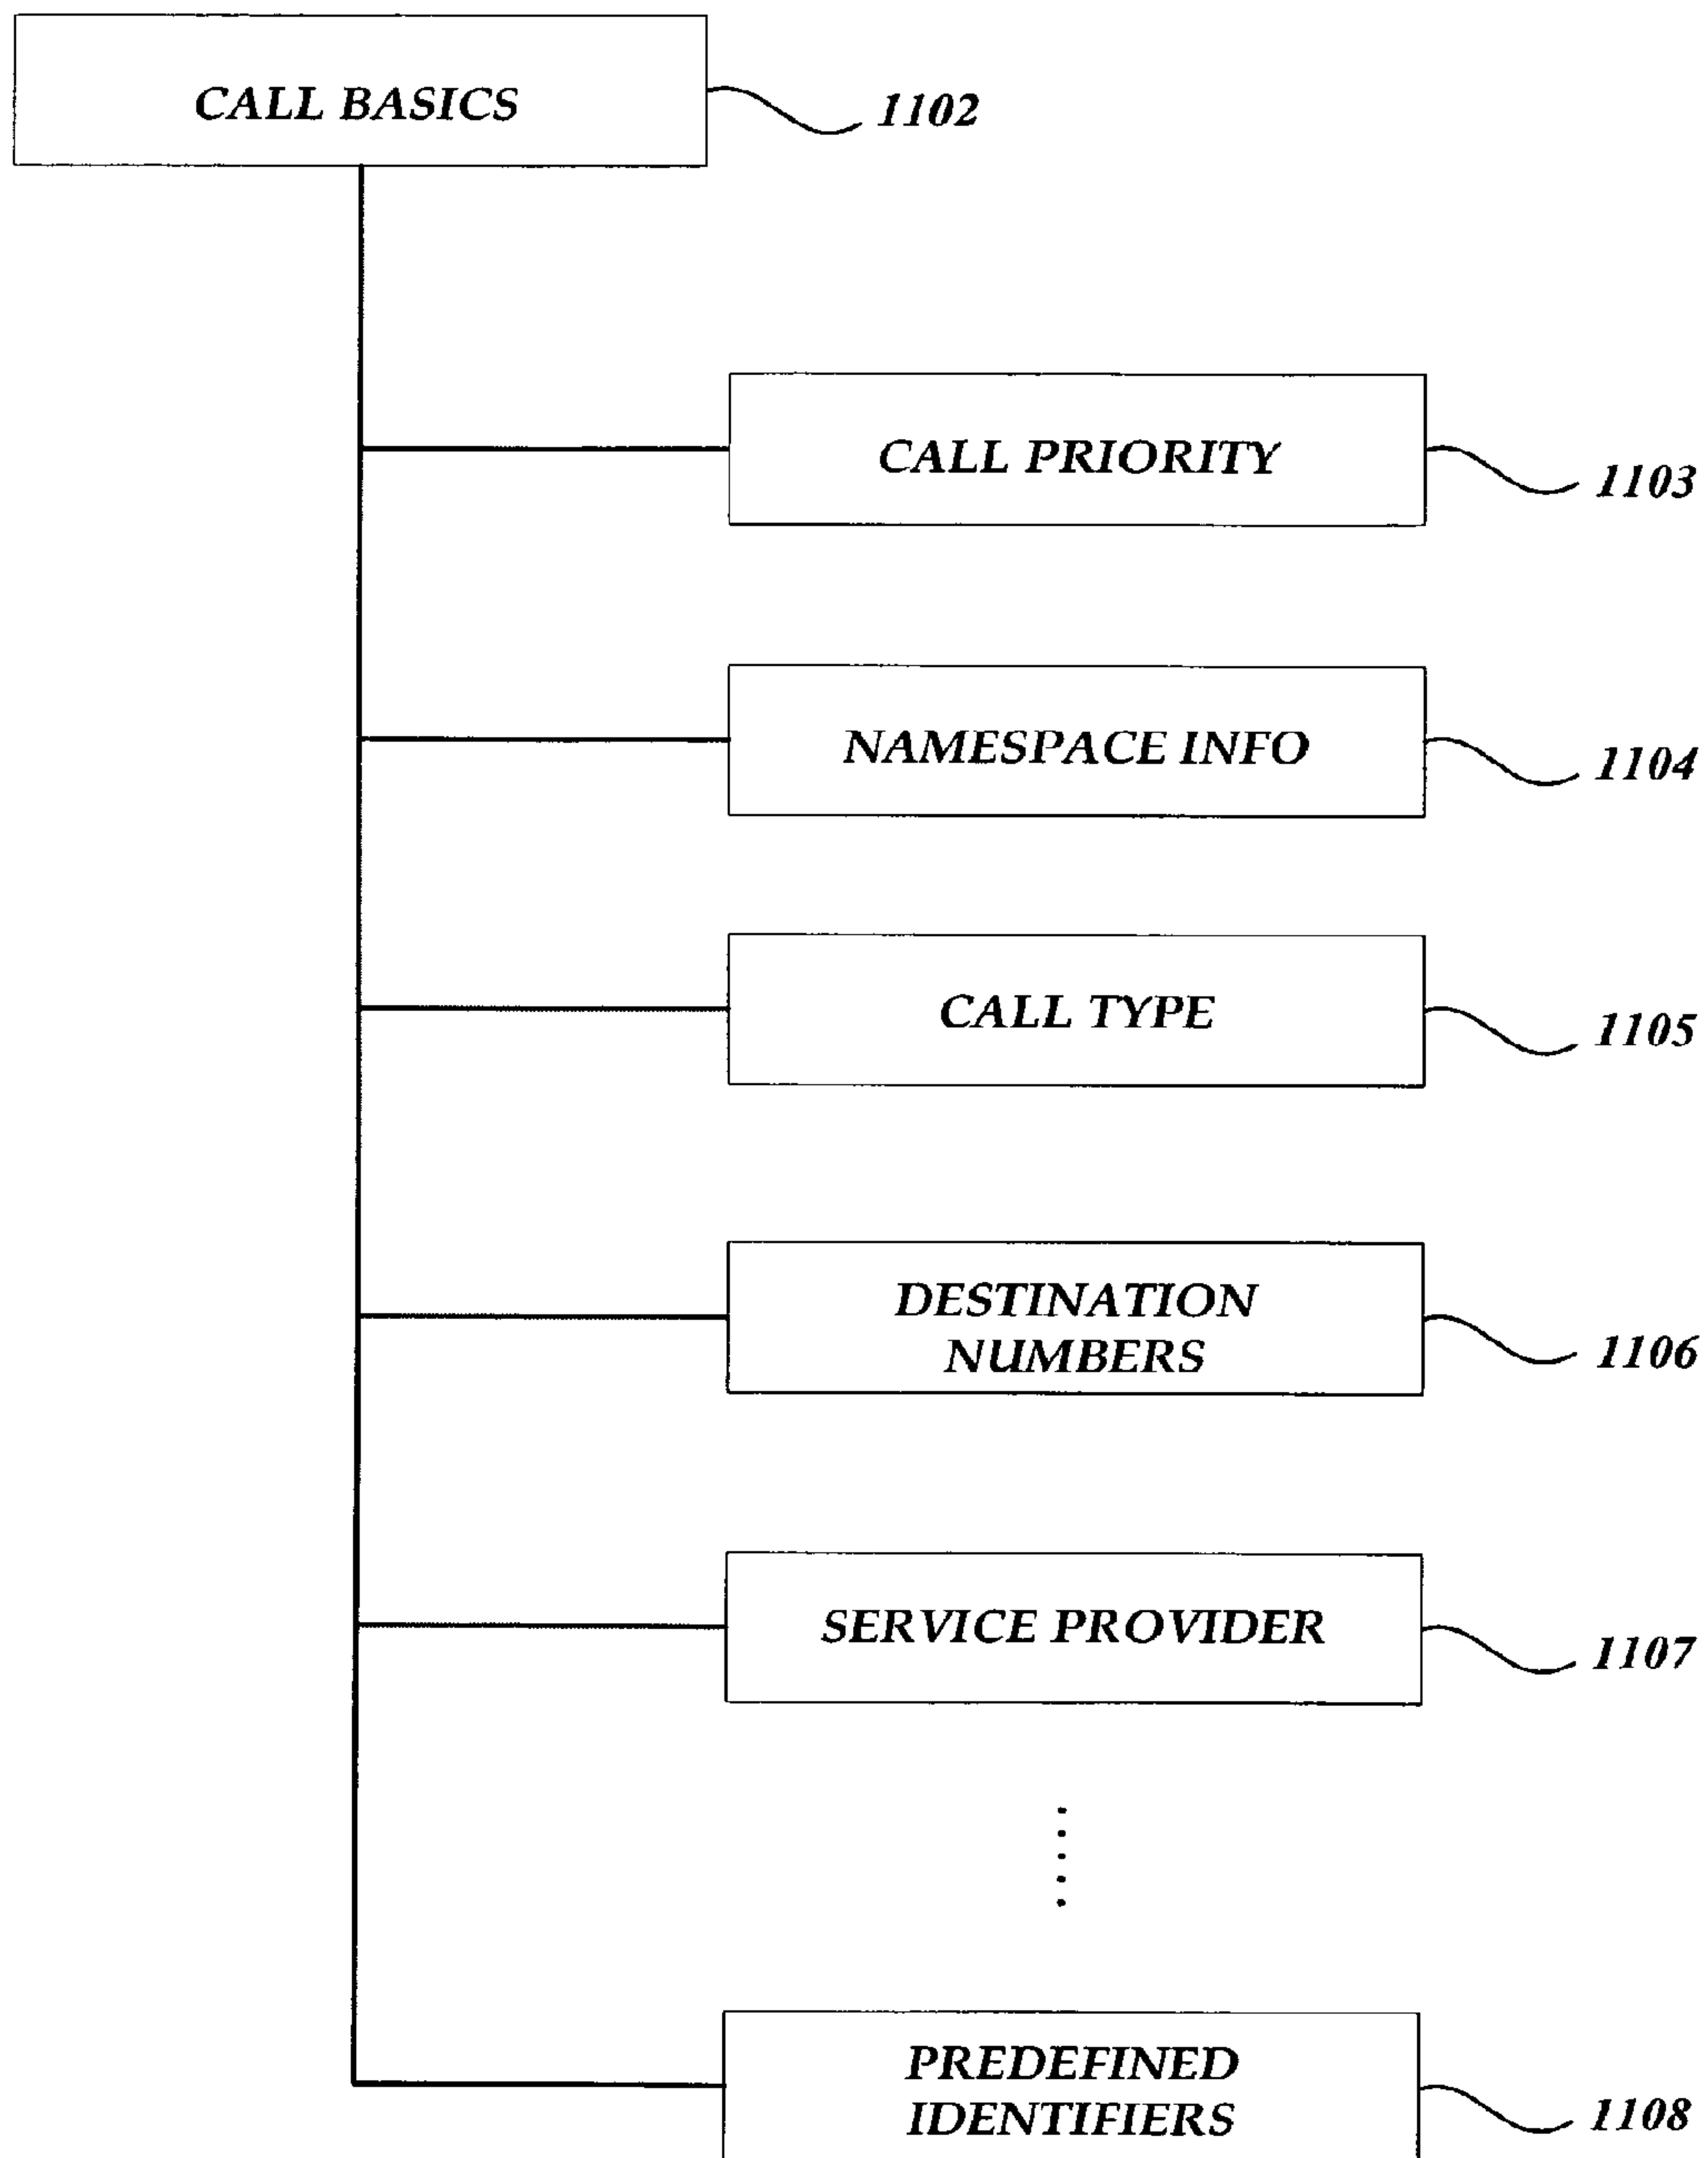 CALL BASICS
1102
CALL PRIORITY
1103
NAMESPACE INFO
1104
CALL TYPE
1105
DESTINATION
NUMBERS
1106
SERVICE PROVIDER
1107
PREDEFINED
IDENTIFIERS
1108